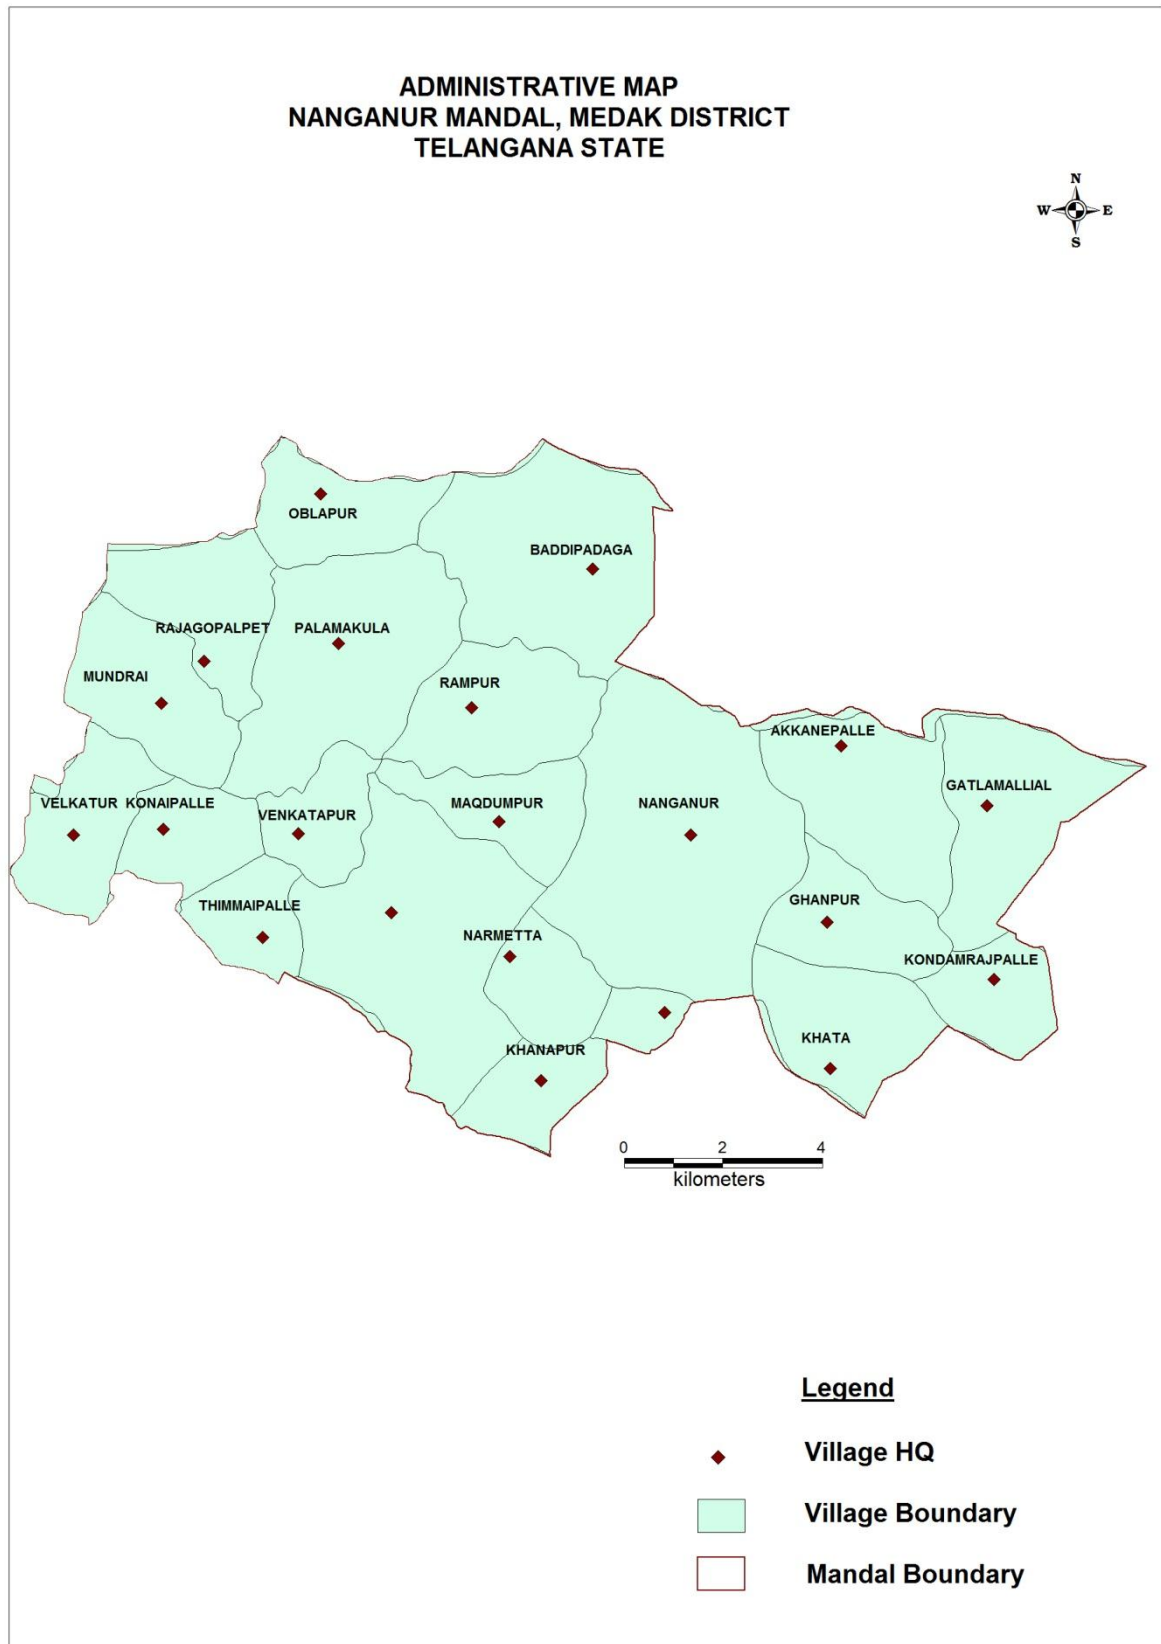 ADMINISTRATIVE MAP
NANGANUR MANDAL, MEDAK DISTRICT
TELANGANA STATE
N
W E
S
OBLAPUR
BADDIPADAGA
RAJAGOPALPET PALAMAKULA
MUNDRAI
RAMPUR
AKKANEPALLE
GATLAMALLIAL
VELKATUR KONAIPALLE
VENKATAPUR
MAQDUMPUR
NANGANUR
THIMMAIPALLE
GHANPUR
NARMETTA
KONDAMRAJPALLE
KHANAPUR
KHATA
0 2 4
kilometers
Legend
Village HQ
Village Boundary
Mandal Boundary